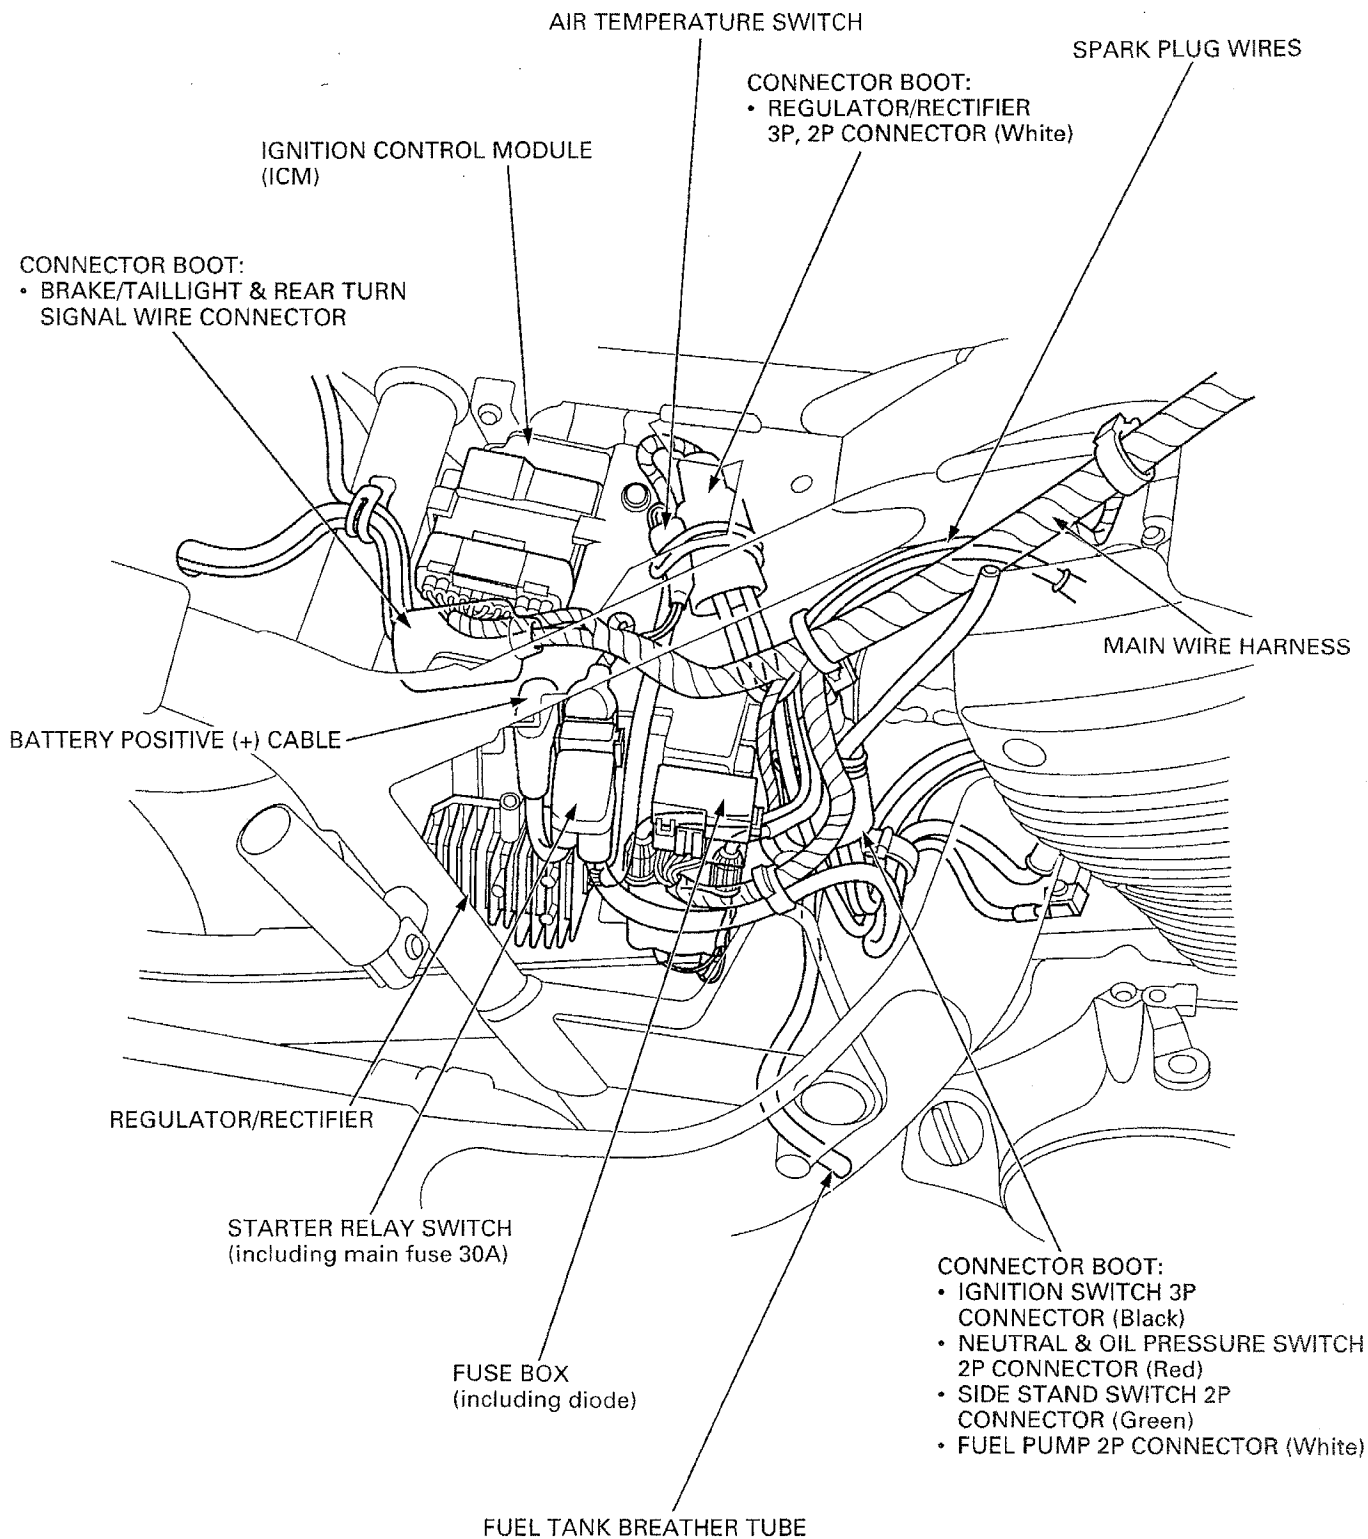 AIR TEMPERATURE SWITCH
SPARK PLUG WIRES
CONNECTOR BOOT:
• REGULATOR/RECTIFIER
3P, 2P CONNECTOR (White)
IGNITION CONTROL MODULE
(ICM)
CONNECTOR BOOT:
• BRAKE/TAILLIGHT & REAR TURN
SIGNAL WIRE CONNECTOR
MAIN WIRE HARNESS
BATTERY POSITIVE (+) CABLE
REGULATOR/RECTIFIER
STARTER RELAY SWITCH
(including main fuse 30A)
CONNECTOR BOOT:
• IGNITION SWITCH 3P
CONNECTOR (Black)
• NEUTRAL & OIL PRESSURE SWITCH
2P CONNECTOR (Red)
• SIDE STAND SWITCH 2P
CONNECTOR (Green)
• FUEL PUMP 2P CONNECTOR (White)
FUSE BOX
(including diode)
FUEL TANK BREATHER TUBE